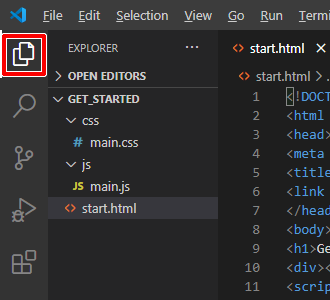 File Edit Selection View Go Run Termin
EXPLORER ···
OPEN EDITORS
GET_STARTED
css
# main.css
js
JS main.js
<> start.html
<> start.html ×
<> start.html > ...
1 <!DOCT
2 <html
3 <head>
4 <meta
5 <title
6 <link
7 </head
8 <body>
9 <h1>Ge
10 <div><
11 <scrip